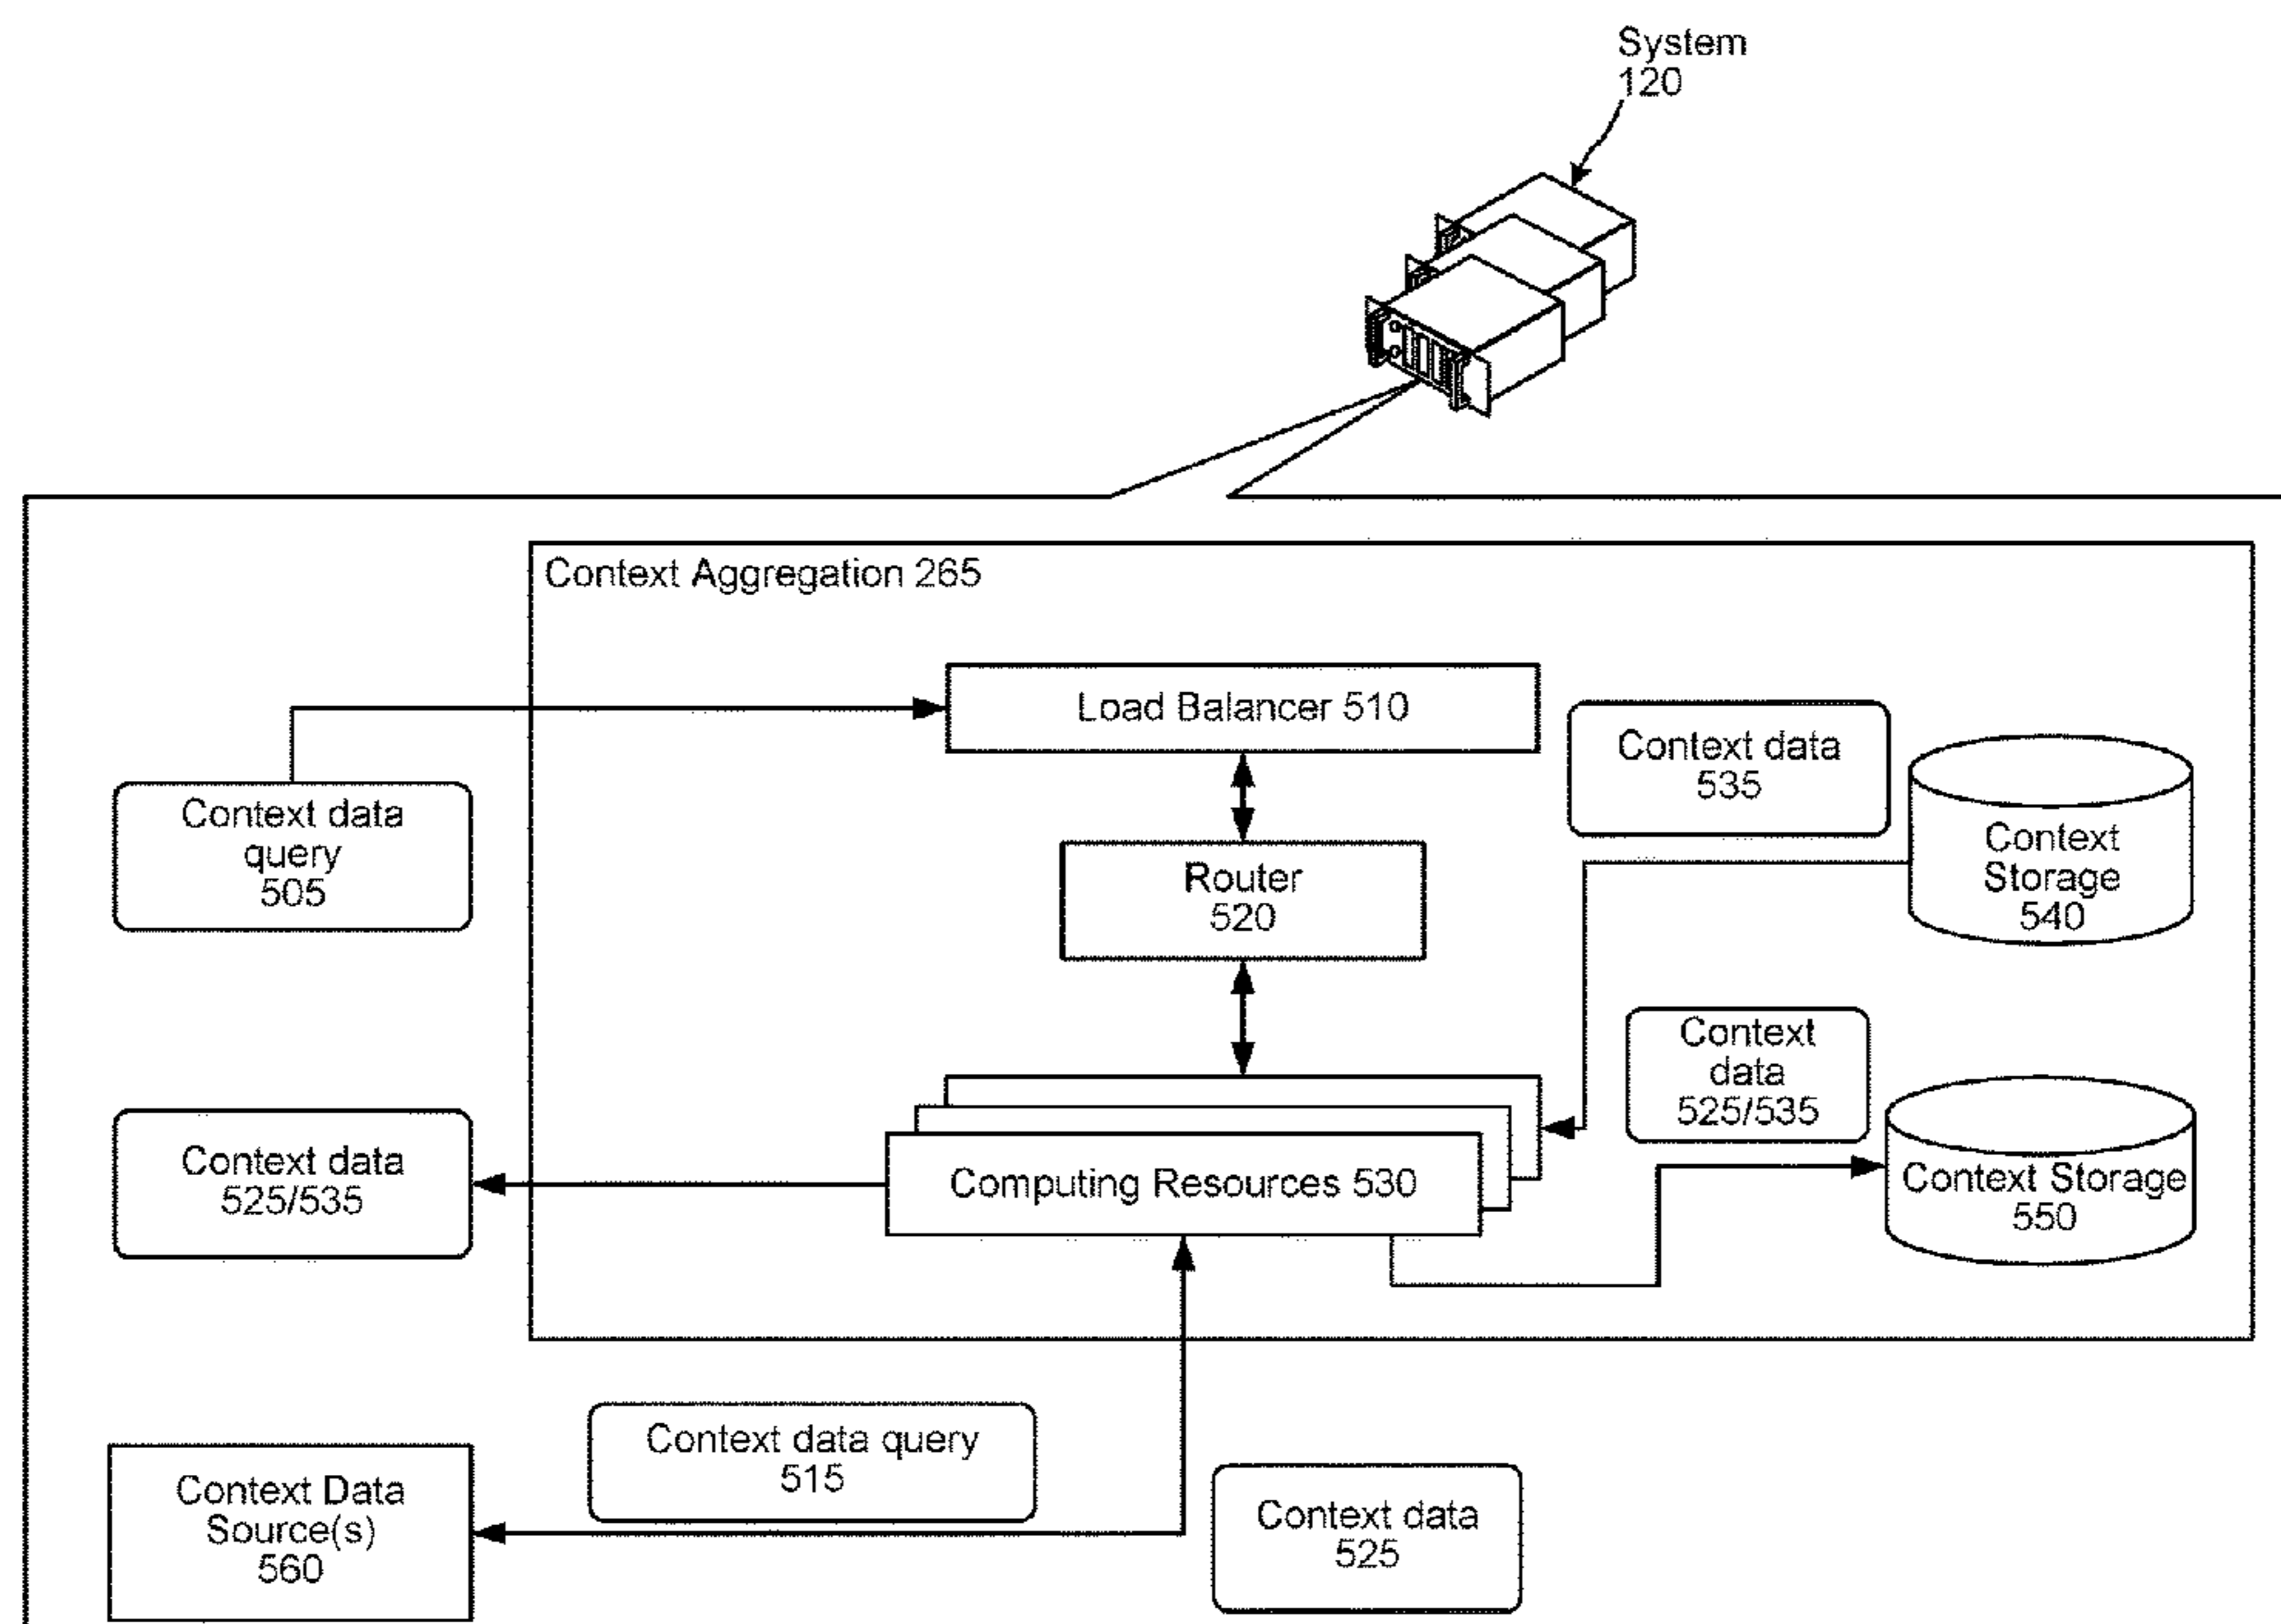 System
120
Context Aggregation 265
Load Balancer 510
Context data
535
Context data
query
505
Context
Storage
540
Router
520
Context
data
525/535
Context data
525/535
Computing Resources 530
Context Storage
550
Context data query
515
Context Data
Source(s)
560
Context data
525